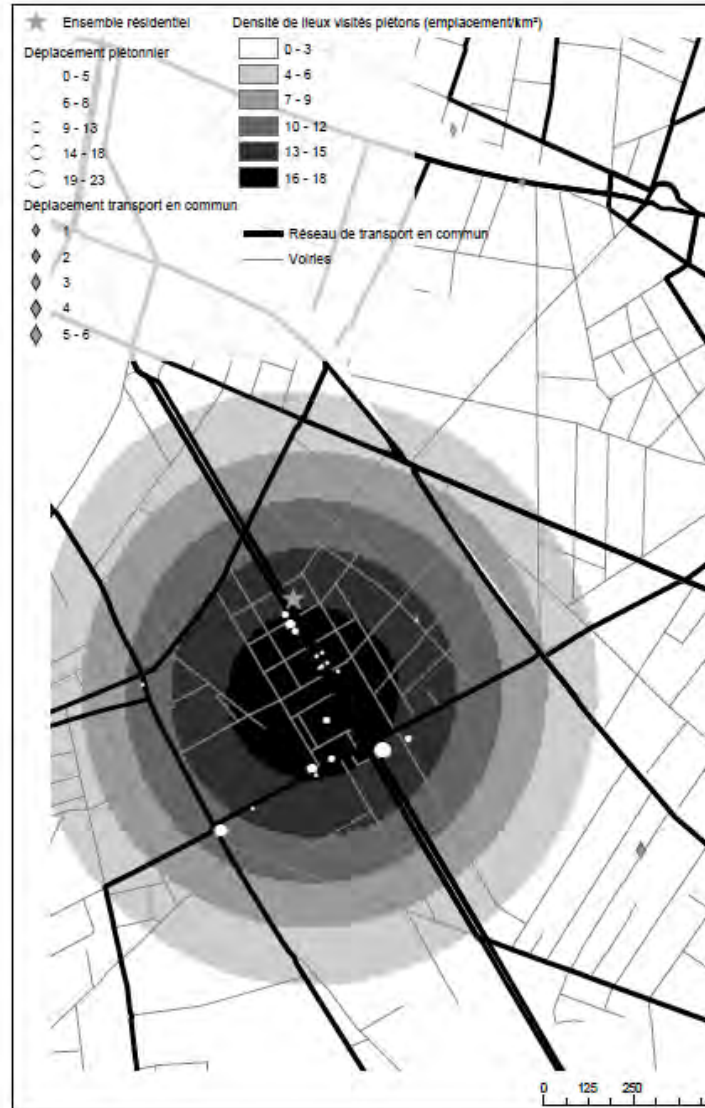 Ensemble résidentiel
Déplacement piétonnier
0 - 5
6 - 8
9 - 13
14 - 18
19 - 23
Déplacement transport en commun
1
2
3
4
5 - 6
Densité de lieux visités piétons (emplacement/km²)
0 - 3
4 - 6
7 - 9
10 - 12
13 - 15
16 - 18
Réseau de transport en commun
Voiries
0 125 250